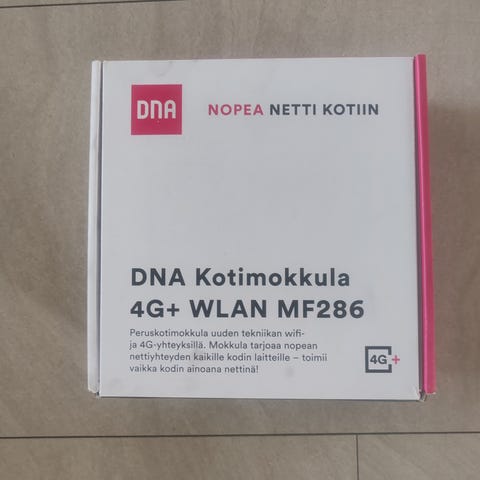 DNA
NOPEA NETTI KOTIIN
DNA Kotimokkula
4G+ WLAN MF286
Peruskotimokkula uuden tekniikan wifi-
ja 4G-yhteyksillä. Mokkula tarjoaa nopean
nettiyhteyden kaikille kodin laitteille – toimii
vaikka kodin ainoana nettinä!
4G+